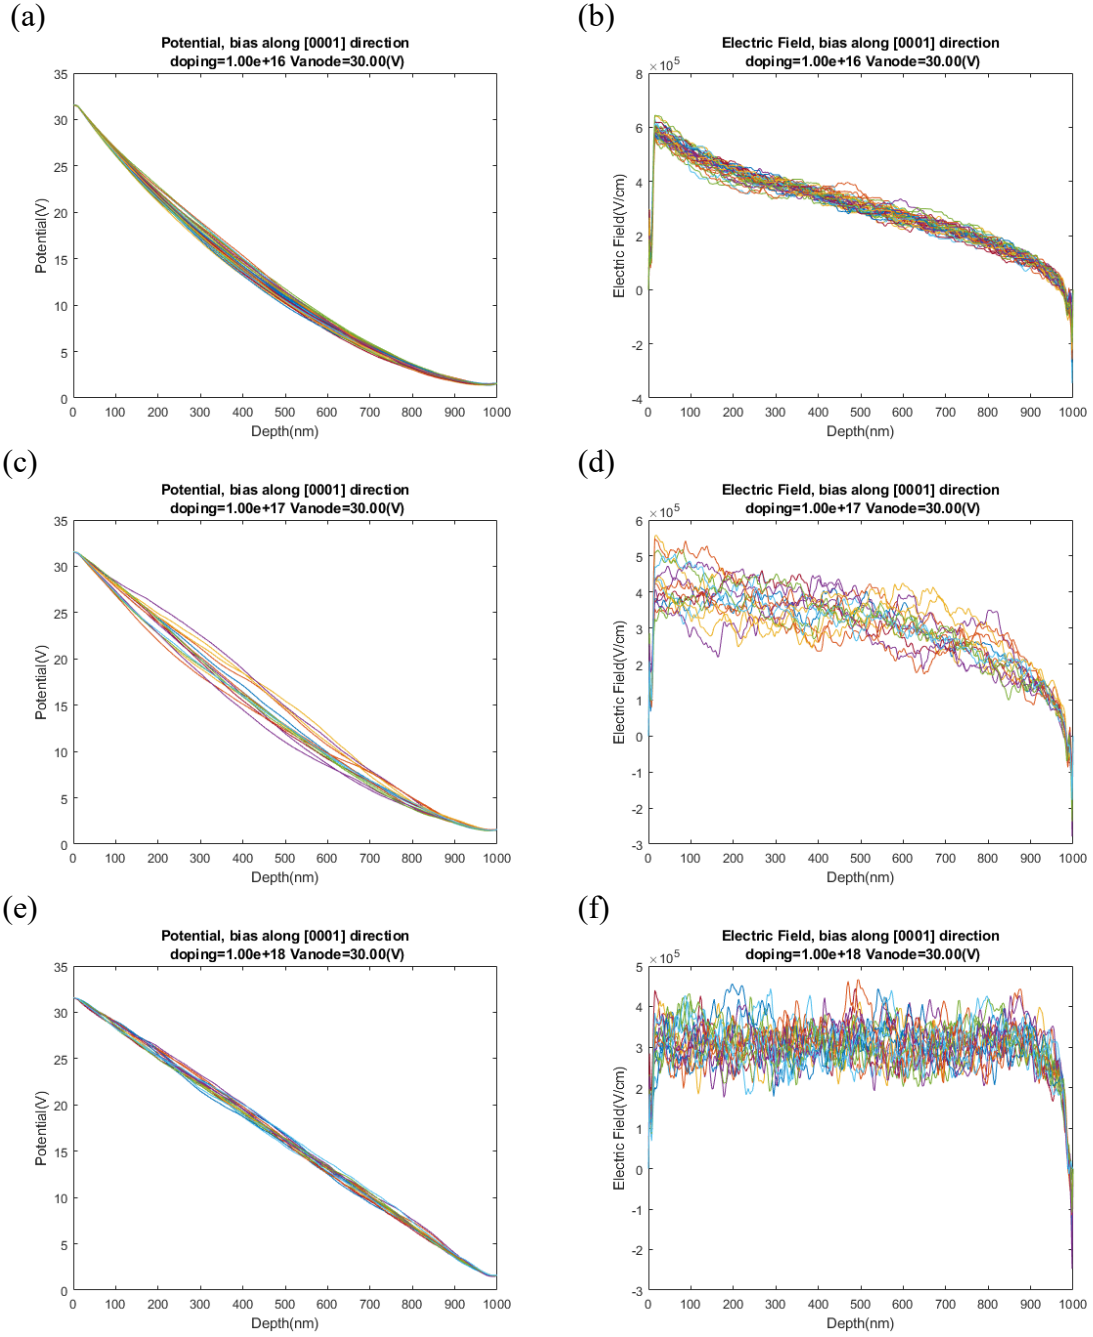 (a)
Potential, bias along [0001] direction
doping=1.00e+16 Vanode=30.00(V)
35
30
25
20
15
10
5
0
Potential(V)
0 100 200 300 400 500 600 700 800 900 1000
Depth(nm)
(b)
Electric Field, bias along [0001] direction
doping=1.00e+16 Vanode=30.00(V)
×10⁵
8
6
4
2
0
-2
-4
Electric Field(V/cm)
0 100 200 300 400 500 600 700 800 900 1000
Depth(nm)
(c)
Potential, bias along [0001] direction
doping=1.00e+17 Vanode=30.00(V)
35
30
25
20
15
10
5
0
Potential(V)
0 100 200 300 400 500 600 700 800 900 1000
Depth(nm)
(d)
Electric Field, bias along [0001] direction
doping=1.00e+17 Vanode=30.00(V)
×10⁵
6
5
4
3
2
1
0
-1
-2
-3
Electric Field(V/cm)
0 100 200 300 400 500 600 700 800 900 1000
Depth(nm)
(e)
Potential, bias along [0001] direction
doping=1.00e+18 Vanode=30.00(V)
35
30
25
20
15
10
5
0
Potential(V)
0 100 200 300 400 500 600 700 800 900 1000
Depth(nm)
(f)
Electric Field, bias along [0001] direction
doping=1.00e+18 Vanode=30.00(V)
×10⁵
5
4
3
2
1
0
-1
-2
-3
Electric Field(V/cm)
0 100 200 300 400 500 600 700 800 900 1000
Depth(nm)